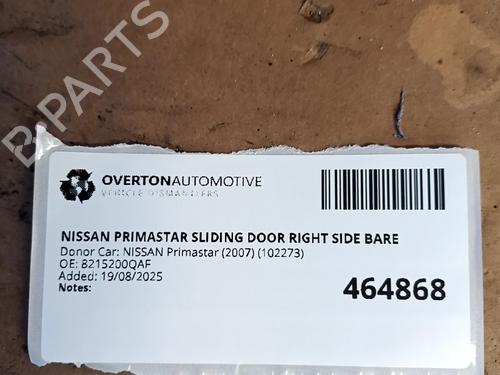 B-PARTS
OVERTONAUTOMOTIVE
VEHICLE DISMANTLERS
NISSAN PRIMASTAR SLIDING DOOR RIGHT SIDE BARE
Donor Car: NISSAN Primastar (2007) (102273)
OE: 8215200QAF
Added: 19/08/2025
Notes:
464868